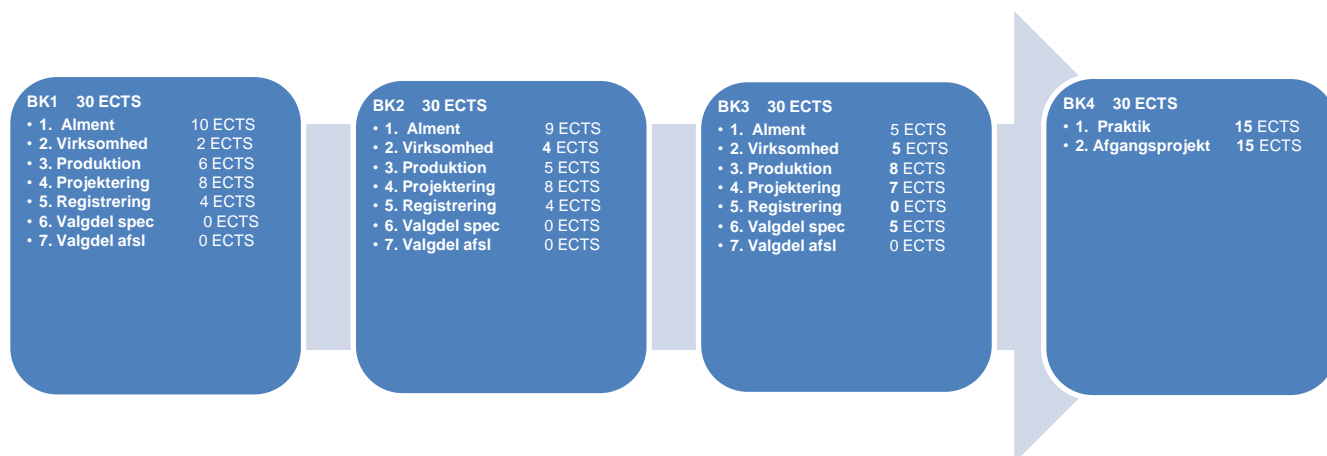 BK1 30 ECTS
• 1. Alment 10 ECTS
• 2. Virksomhed 2 ECTS
• 3. Produktion 6 ECTS
• 4. Projektering 8 ECTS
• 5. Registrering 4 ECTS
• 6. Valgdel spec 0 ECTS
• 7. Valgdel afsl 0 ECTS
BK2 30 ECTS
• 1. Alment 9 ECTS
• 2. Virksomhed 4 ECTS
• 3. Produktion 5 ECTS
• 4. Projektering 8 ECTS
• 5. Registrering 4 ECTS
• 6. Valgdel spec 0 ECTS
• 7. Valgdel afsl 0 ECTS
BK3 30 ECTS
• 1. Alment 5 ECTS
• 2. Virksomhed 5 ECTS
• 3. Produktion 8 ECTS
• 4. Projektering 7 ECTS
• 5. Registrering 0 ECTS
• 6. Valgdel spec 5 ECTS
• 7. Valgdel afsl 0 ECTS
BK4 30 ECTS
• 1. Praktik 15 ECTS
• 2. Afgangsprojekt 15 ECTS